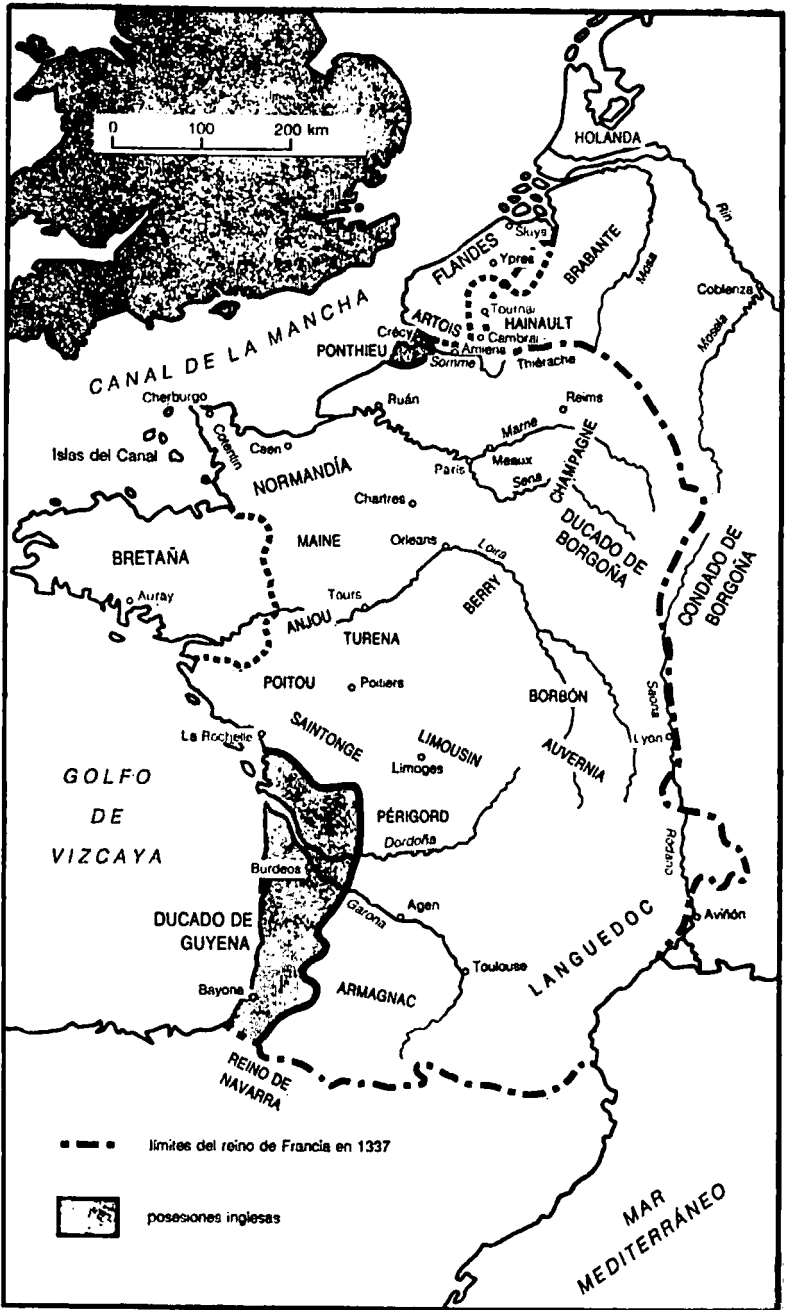 0 100 200 km
HOLANDA
Rin
Sluys
FLANDES
Ypres
BRABANTE
Mosa
Coblenza
Mosela
Tournai
ARTOIS
HAINAULT
Crécy
Cambrai
PONTHIEU
Amiens
Somme
Thiérache
CANAL DE LA MANCHA
Cherburgo
Cotentin
Islas del Canal
Caen
Ruán
Reims
NORMANDÍA
Marne
París
Meaux
Sena
CHAMPAGNE
Chartres
DUCADO DE
BORGOÑA
CONDADO DE
BORGOÑA
BRETAÑA
MAINE
Orleans
Loira
Auray
Tours
ANJOU
TURENA
BERRY
POITOU
Poitiers
BORBÓN
Saona
La Rochelle
SAINTONGE
LIMOUSIN
Limoges
AUVERNIA
Lyón
GOLFO
DE
VIZCAYA
PÉRIGORD
Dordoña
Ródano
Burdeos
DUCADO DE
GUYENA
Garona
Agen
Aviñón
LANGUEDOC
Toulouse
Bayona
ARMAGNAC
REINO DE
NAVARRA
límites del reino de Francia en 1337
posesiones inglesas
MAR
MEDITERRÁNEO